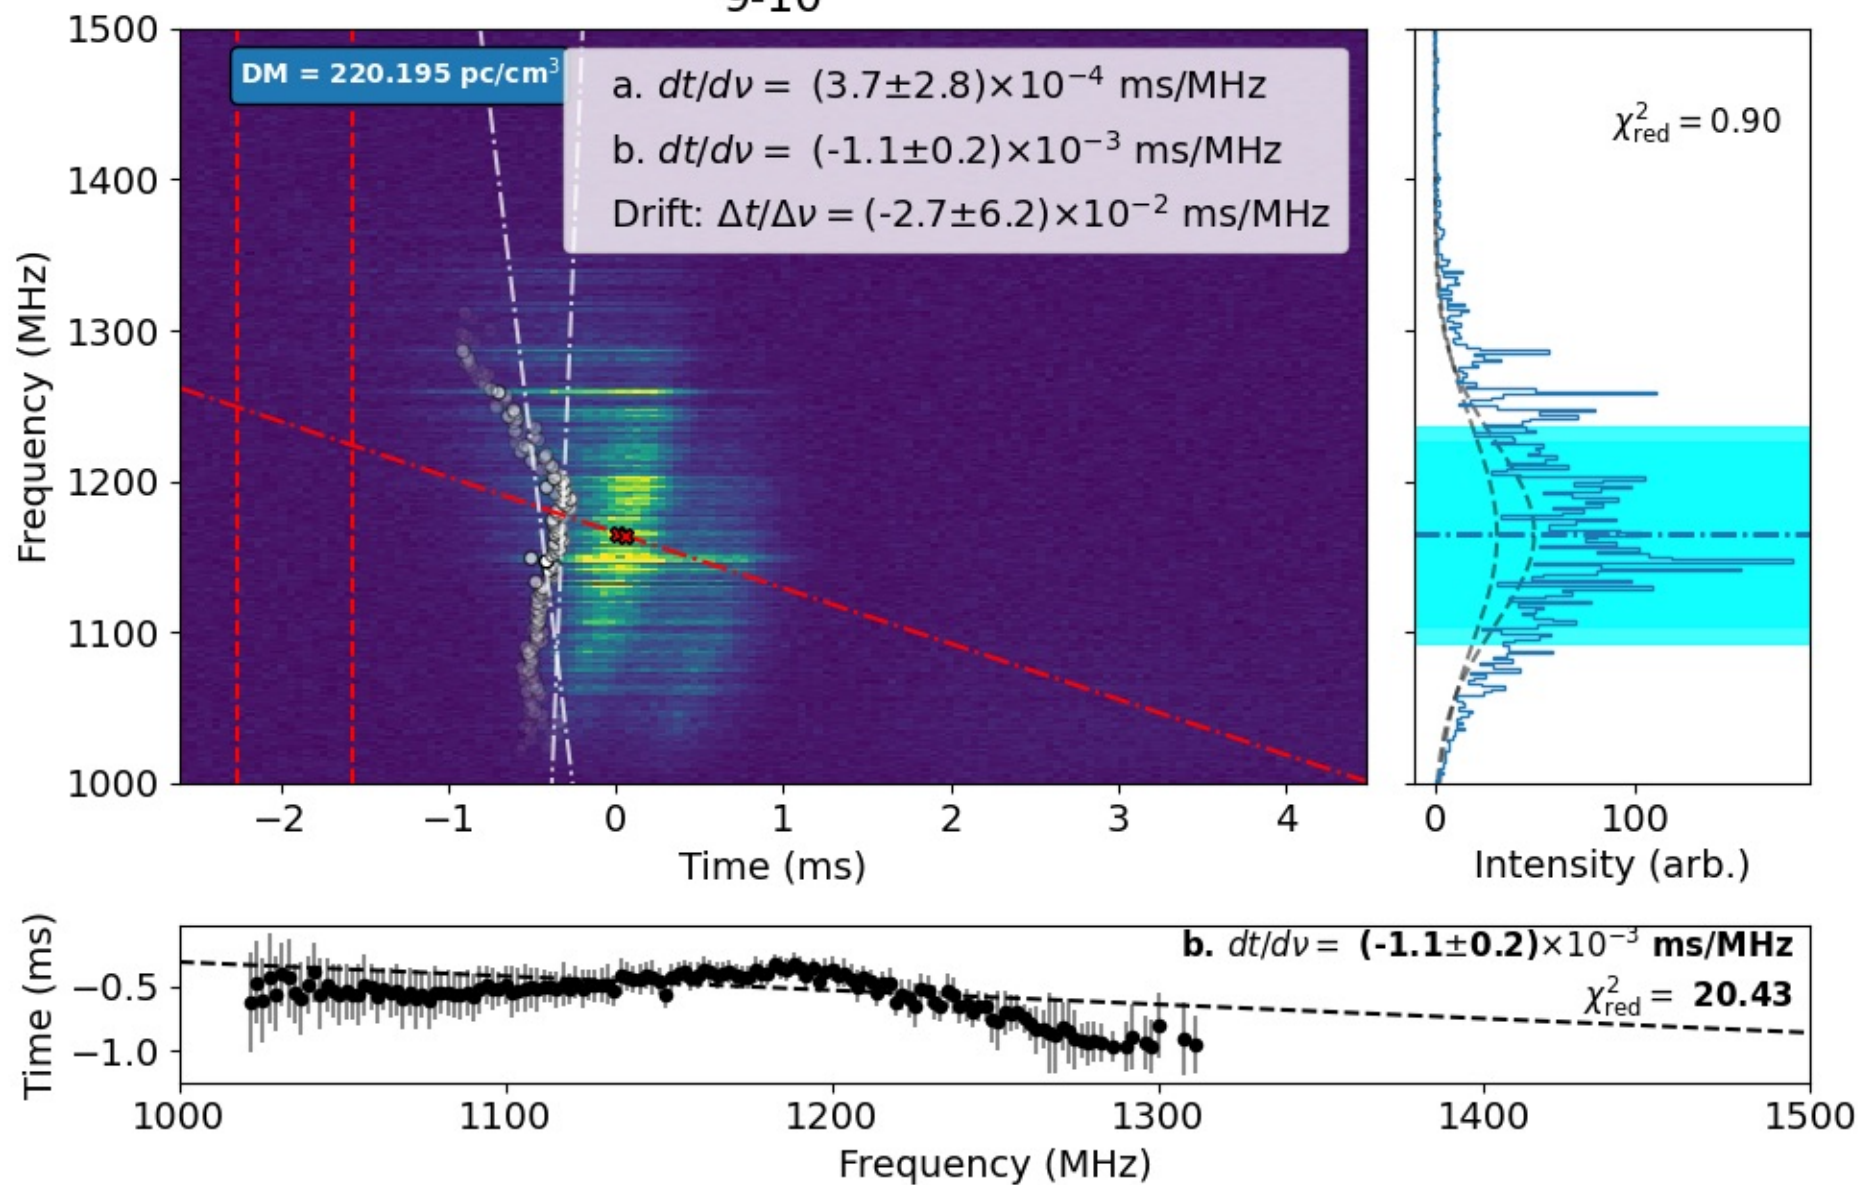 9-10
1500
1400
1300
1200
1100
1000
Frequency (MHz)
DM = 220.195 pc/cm³
a. dt/dν = (3.7±2.8)×10⁻⁴ ms/MHz
b. dt/dν = (-1.1±0.2)×10⁻³ ms/MHz
Drift: Δt/Δν = (-2.7±6.2)×10⁻² ms/MHz
−2 −1 0 1 2 3 4
Time (ms)
χ²red = 0.90
0 100
Intensity (arb.)
Time (ms)
−0.5
−1.0
b. dt/dν = (-1.1±0.2)×10⁻³ ms/MHz
χ²red = 20.43
1000 1100 1200 1300 1400 1500
Frequency (MHz)